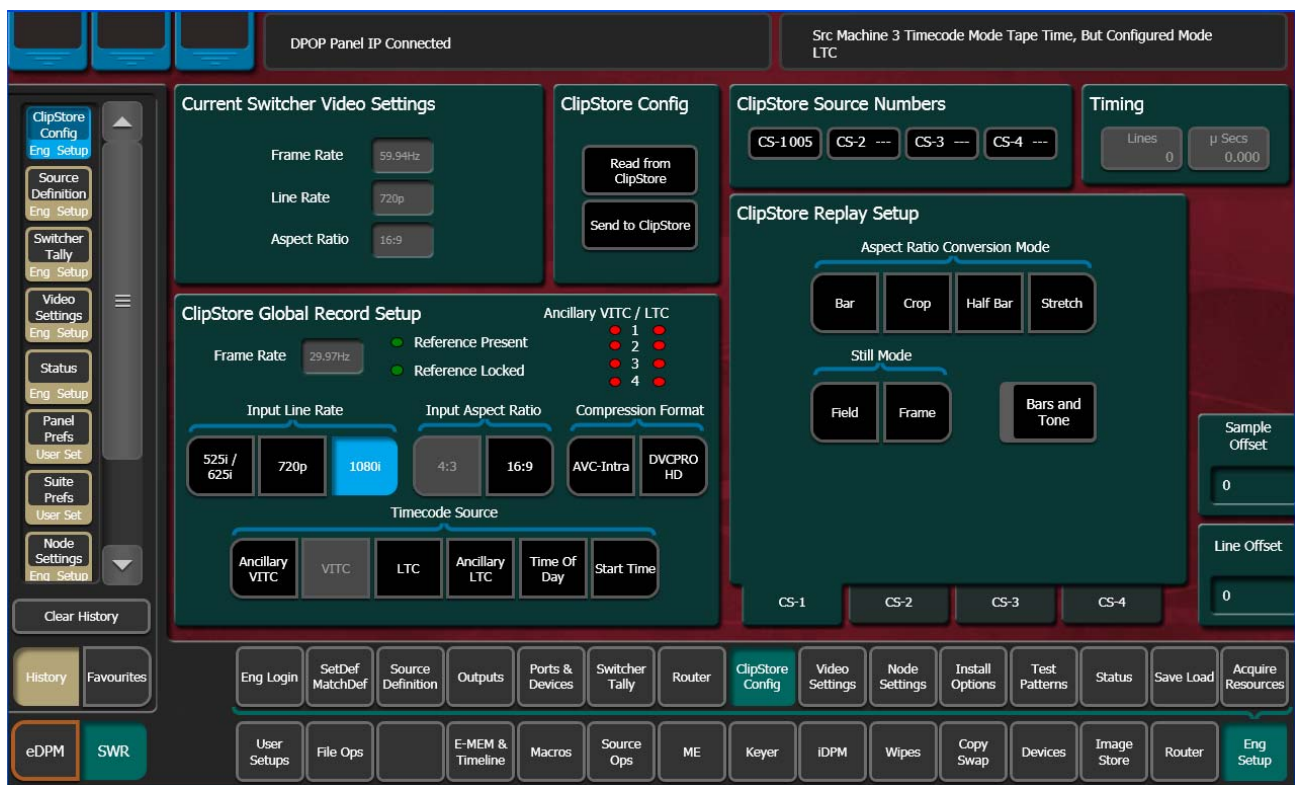 DPOP Panel IP Connected
Src Machine 3 Timecode Mode Tape Time, But Configured Mode
LTC
ClipStore
Config
Eng Setup
Source
Definition
Eng Setup
Switcher
Tally
Eng Setup
Video
Settings
Eng Setup
Status
Eng Setup
Panel
Prefs
User Set
Suite
Prefs
User Set
Node
Settings
Eng Setup
Clear History
History
Favourites
eDPM
SWR
Current Switcher Video Settings
Frame Rate
59.94Hz
Line Rate
720p
Aspect Ratio
16:9
ClipStore Config
Read from
ClipStore
Send to ClipStore
ClipStore Source Numbers
CS-1 005
CS-2 ---
CS-3 ---
CS-4 ---
Timing
Lines
0
µ Secs
0.000
ClipStore Global Record Setup
Frame Rate
29.97Hz
Reference Present
Reference Locked
Ancillary VITC / LTC
1
2
3
4
Input Line Rate
525i /
625i
720p
1080i
Input Aspect Ratio
4:3
16:9
Compression Format
AVC-Intra
DVCPRO
HD
Timecode Source
Ancillary
VITC
VITC
LTC
Ancillary
LTC
Time Of
Day
Start Time
ClipStore Replay Setup
Aspect Ratio Conversion Mode
Bar
Crop
Half Bar
Stretch
Still Mode
Field
Frame
Bars and
Tone
CS-1
CS-2
CS-3
CS-4
Sample
Offset
0
Line Offset
0
Eng Login
SetDef
MatchDef
Source
Definition
Outputs
Ports &
Devices
Switcher
Tally
Router
ClipStore
Config
Video
Settings
Node
Settings
Install
Options
Test
Patterns
Status
Save Load
Acquire
Resources
User
Setups
File Ops
E-MEM &
Timeline
Macros
Source
Ops
ME
Keyer
iDPM
Wipes
Copy
Swap
Devices
Image
Store
Router
Eng
Setup